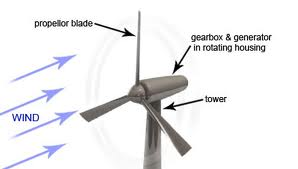 propellor blade
gearbox & generator
in rotating housing
tower
WIND